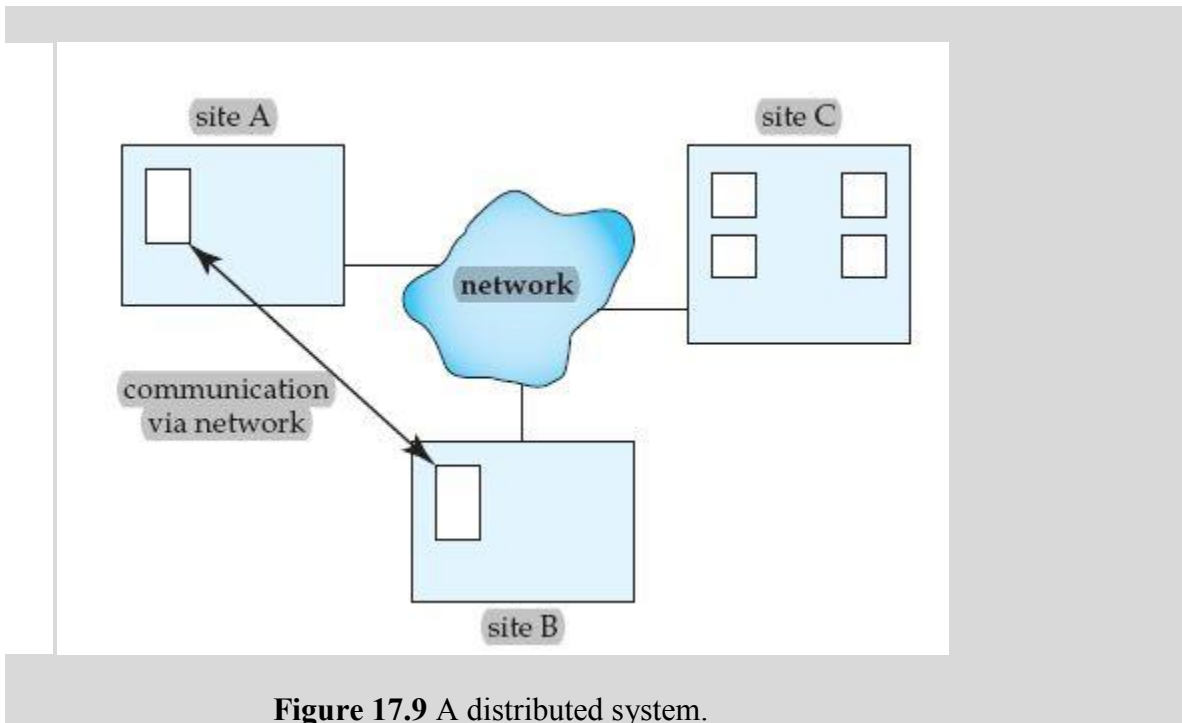 site A
site C
network
communication
via network
site B
Figure 17.9 A distributed system.